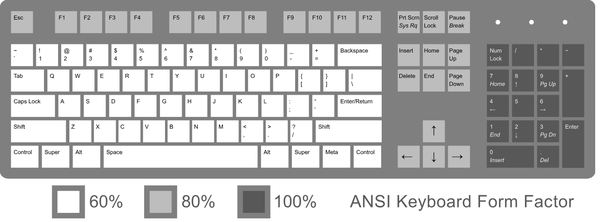 Esc F1 F2 F3 F4 F5 F6 F7 F8 F9 F10 F11 F12 Prt Scrn Scroll Pause
Sys Rq Lock Break
~ ! @ # $ % ^ & * ( ) _ + Backspace Insert Home Page Num / * -
` 1 2 3 4 5 6 7 8 9 0 - = Up Lock
Tab Q W E R T Y U I O P { } | Delete End Page 7 8 9 +
[ ] \ Down Home ↑ Pg Up
Caps Lock A S D F G H J K L : " Enter/Return 4 5 6
; ' ← →
Shift Z X C V B N M < > ? Shift ↑ 1 2 3 Enter
, . / End ↓ Pg Dn
Control Super Alt Space Alt Super Meta Control ← ↓ → 0 .
Insert Del
60% 80% 100% ANSI Keyboard Form Factor